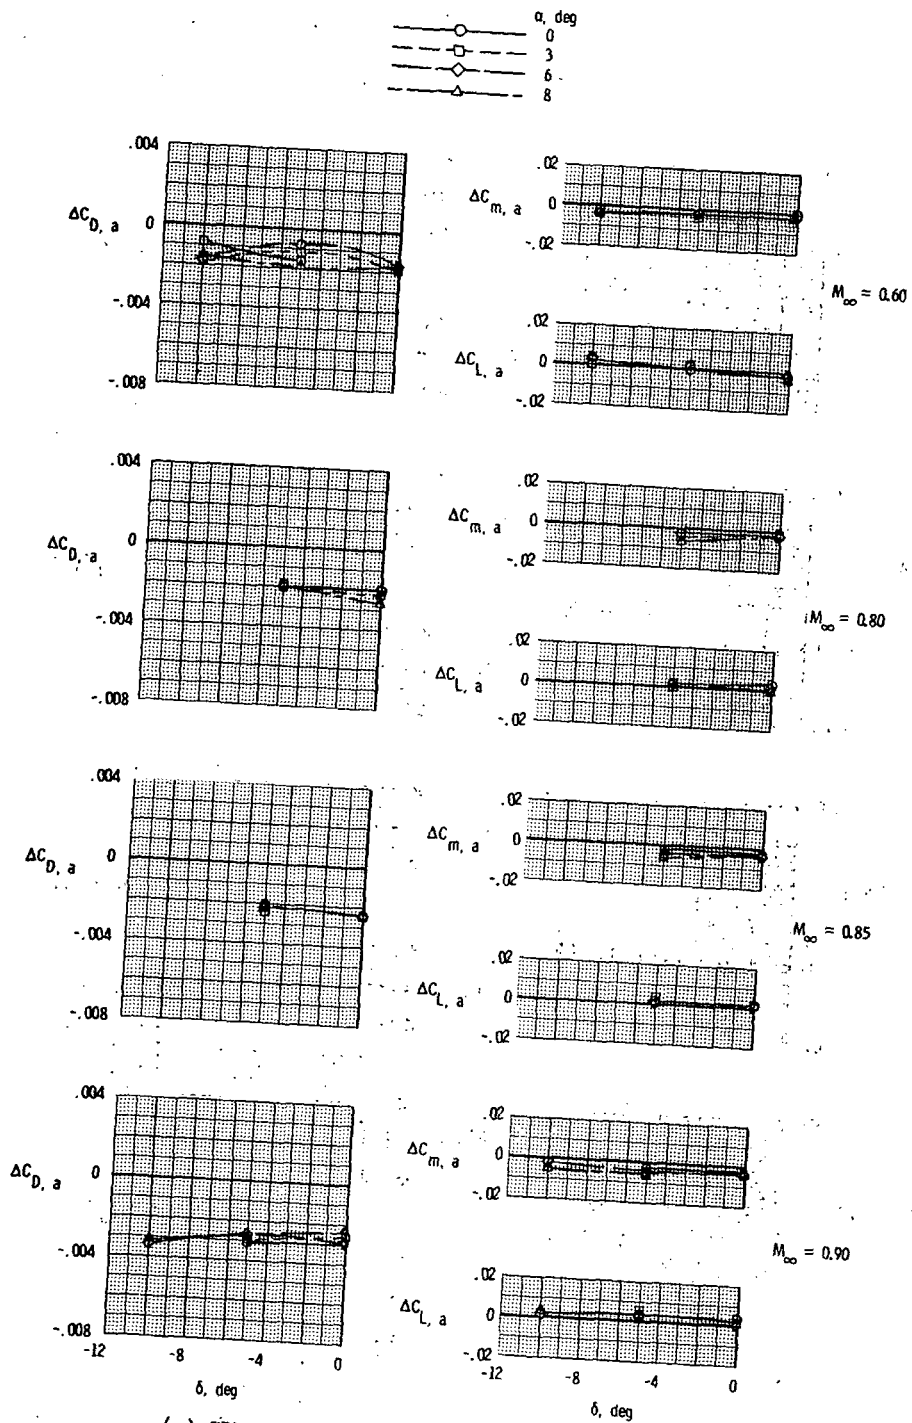 α, deg
0
3
6
8
.004
ΔC_D, a 0
-.004
-.008
.02
ΔC_m, a 0
-.02
M_∞ = 0.60
.02
ΔC_L, a 0
-.02
.004
ΔC_D, a 0
-.004
-.008
.02
ΔC_m, a 0
-.02
M_∞ = 0.80
.02
ΔC_L, a 0
-.02
.004
ΔC_D, a 0
-.004
-.008
.02
ΔC_m, a 0
-.02
M_∞ = 0.85
.02
ΔC_L, a 0
-.02
.004
ΔC_D, a 0
-.004
-.008
-12 -8 -4 0
δ, deg
.02
ΔC_m, a 0
-.02
M_∞ = 0.90
.02
ΔC_L, a 0
-.02
-12 -8 -4 0
δ, deg